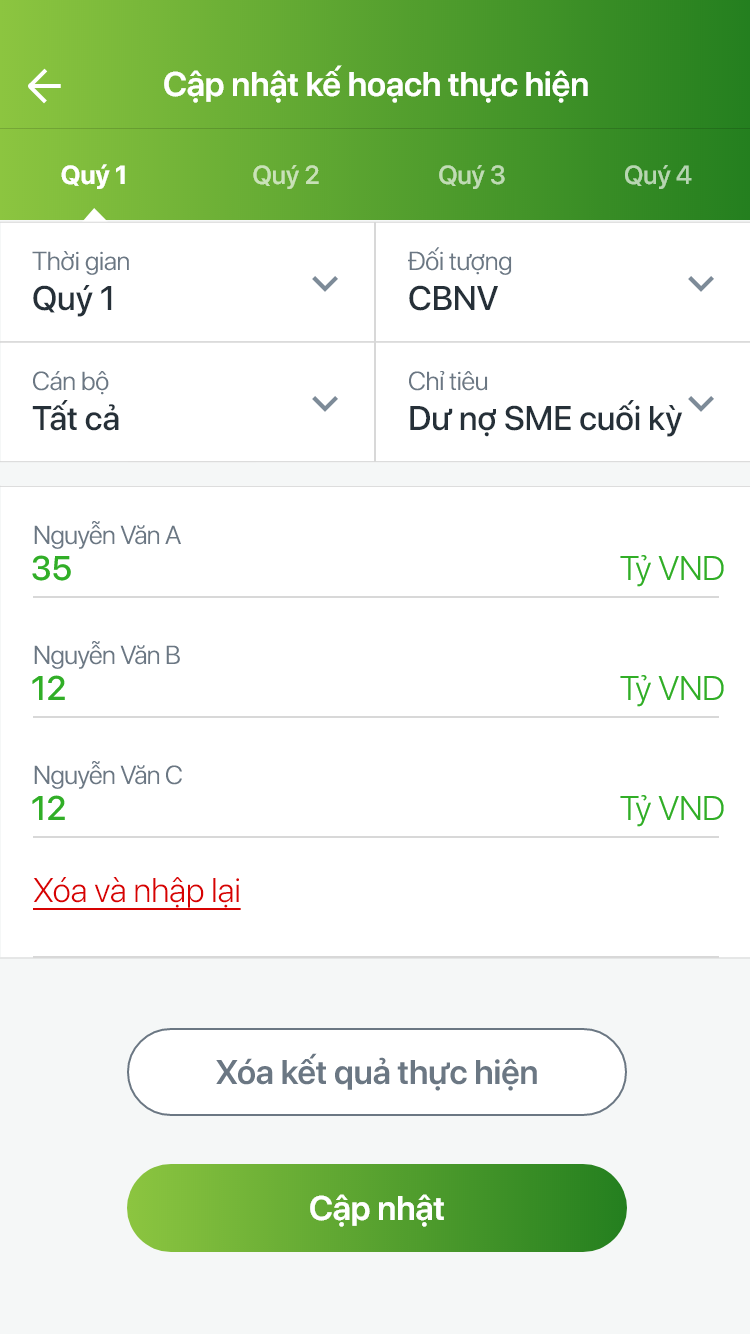 Cập nhật kế hoạch thực hiện
Quý 1 Quý 2 Quý 3 Quý 4
Thời gian Đối tượng
Quý 1 CBNV
Cán bộ Chỉ tiêu
Tất cả Dư nợ SME cuối kỳ
Nguyễn Văn A
35 Tỷ VND
Nguyễn Văn B
12 Tỷ VND
Nguyễn Văn C
12 Tỷ VND
Xóa và nhập lại
Xóa kết quả thực hiện
Cập nhật